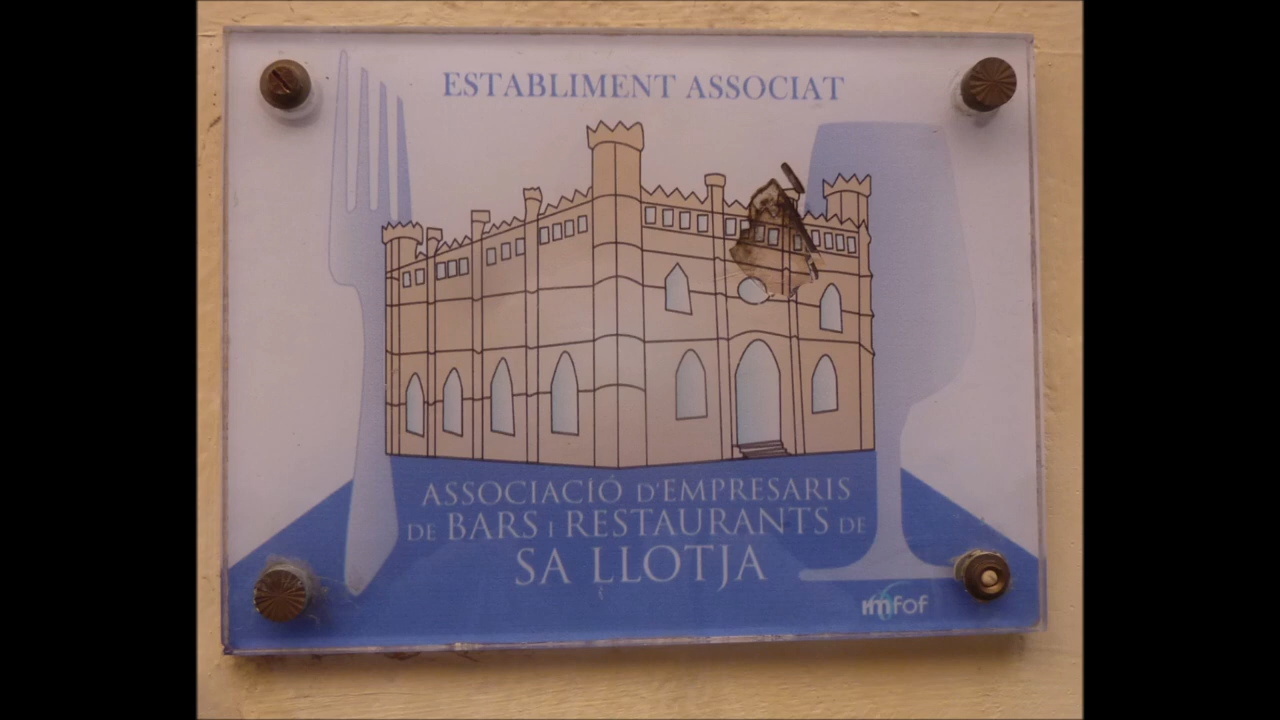 ESTABLIMENT ASSOCIAT
ASSOCIACIÓ D'EMPRESARIS
DE BARS I RESTAURANTS DE
SA LLOTJA
imfof